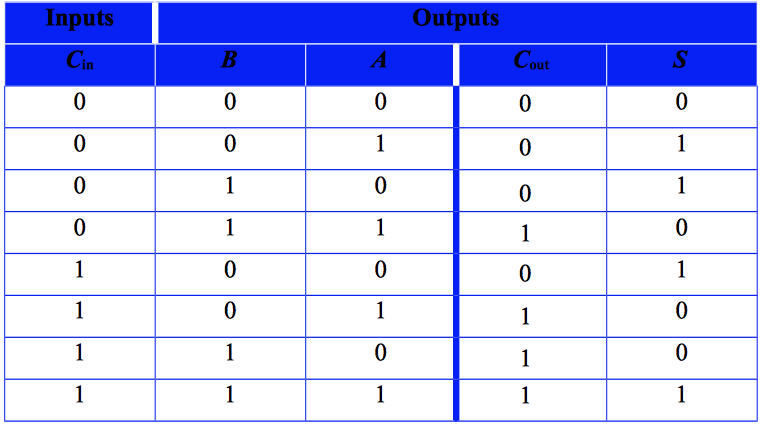 Inputs Outputs
Cin B A Cout S
0 0 0 0 0
0 0 1 0 1
0 1 0 0 1
0 1 1 1 0
1 0 0 0 1
1 0 1 1 0
1 1 0 1 0
1 1 1 1 1